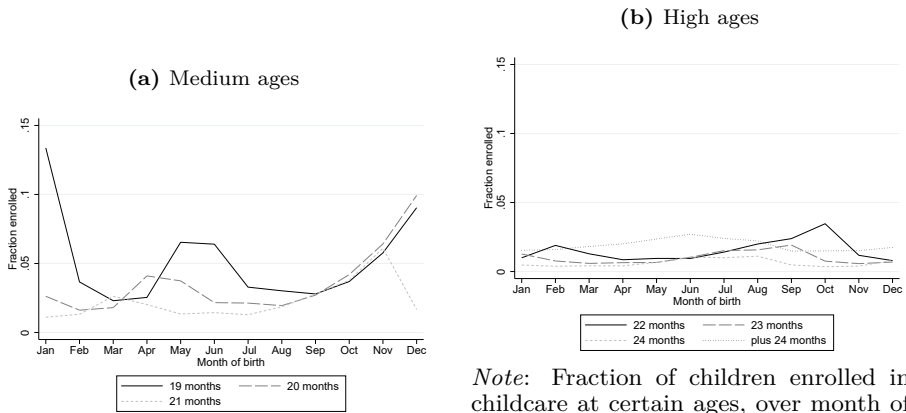 (a) Medium ages
.15
.1
.05
0
Fraction enrolled
Jan Feb Mar Apr May Jun Jul Aug Sep Oct Nov Dec
Month of birth
19 months 20 months
21 months
(b) High ages
.15
.1
.05
0
Fraction enrolled
Jan Feb Mar Apr May Jun Jul Aug Sep Oct Nov Dec
Month of birth
22 months 23 months
24 months plus 24 months
Note: Fraction of children enrolled in
childcare at certain ages, over month of